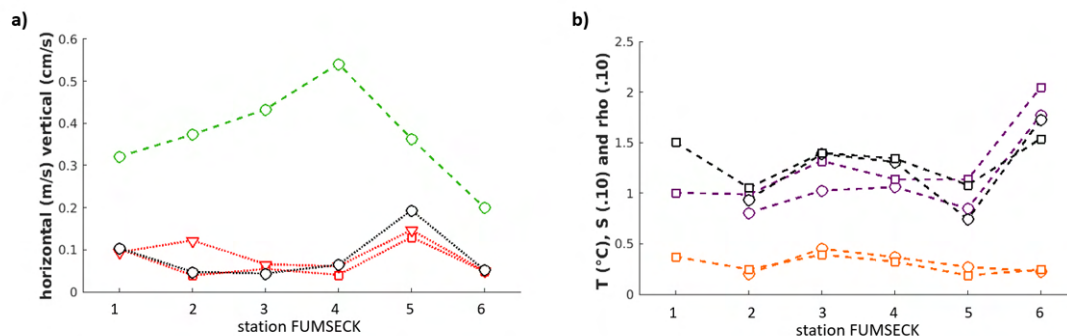 a)
horizontal (m/s) vertical (cm/s)
0.6
0.5
0.4
0.3
0.2
0.1
0
1 2 3 4 5 6
station FUMSECK
b)
T (°C), S (.10) and rho (.10)
2.5
2
1.5
1
0.5
0
1 2 3 4 5 6
station FUMSECK